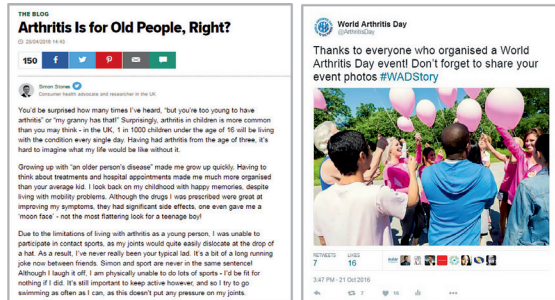 THE BLOG
Arthritis Is for Old People, Right?
23/04/2016 14:43
150
Simon Stones
Consumer health advocate and researcher in the UK
You'd be surprised how many times I've heard, "but you're too young to have
arthritis" or "my granny has that!" Surprisingly, arthritis in children is more common
than you may think - in the UK, 1 in 1000 children under the age of 16 will be living
with the condition every single day. Having had arthritis from the age of three, it's
hard to imagine what my life would be like without it.
Growing up with "an older person's disease" made me grow up quickly. Having to
think about treatments and hospital appointments made me much more organised
than your average kid. I look back on my childhood with happy memories, despite
living with mobility problems. Although the drugs I was prescribed were great at
improving my symptoms, they had significant side effects, one even gave me a
'moon face' - not the most flattering look for a teenage boy!
Due to the limitations of living with arthritis as a young person, I was unable to
participate in contact sports, as my joints would quite easily dislocate at the drop of
a hat. As a result, I've never really been your typical lad. It's a bit of a long running
joke now between friends. Simon and sport are never in the same sentence!
Although I laugh it off, I am physically unable to do lots of sports - I'd be fit for
nothing if I did. It's still important to keep active however, and so I try to go
swimming as often as I can, as this doesn't put any pressure on my joints.
World Arthritis Day
@ArthritisDay
Thanks to everyone who organised a World
Arthritis Day event! Don't forget to share your
event photos #WADStory
RETWEETS LIKES
7 16
3:47 PM - 21 Oct 2016
7 16